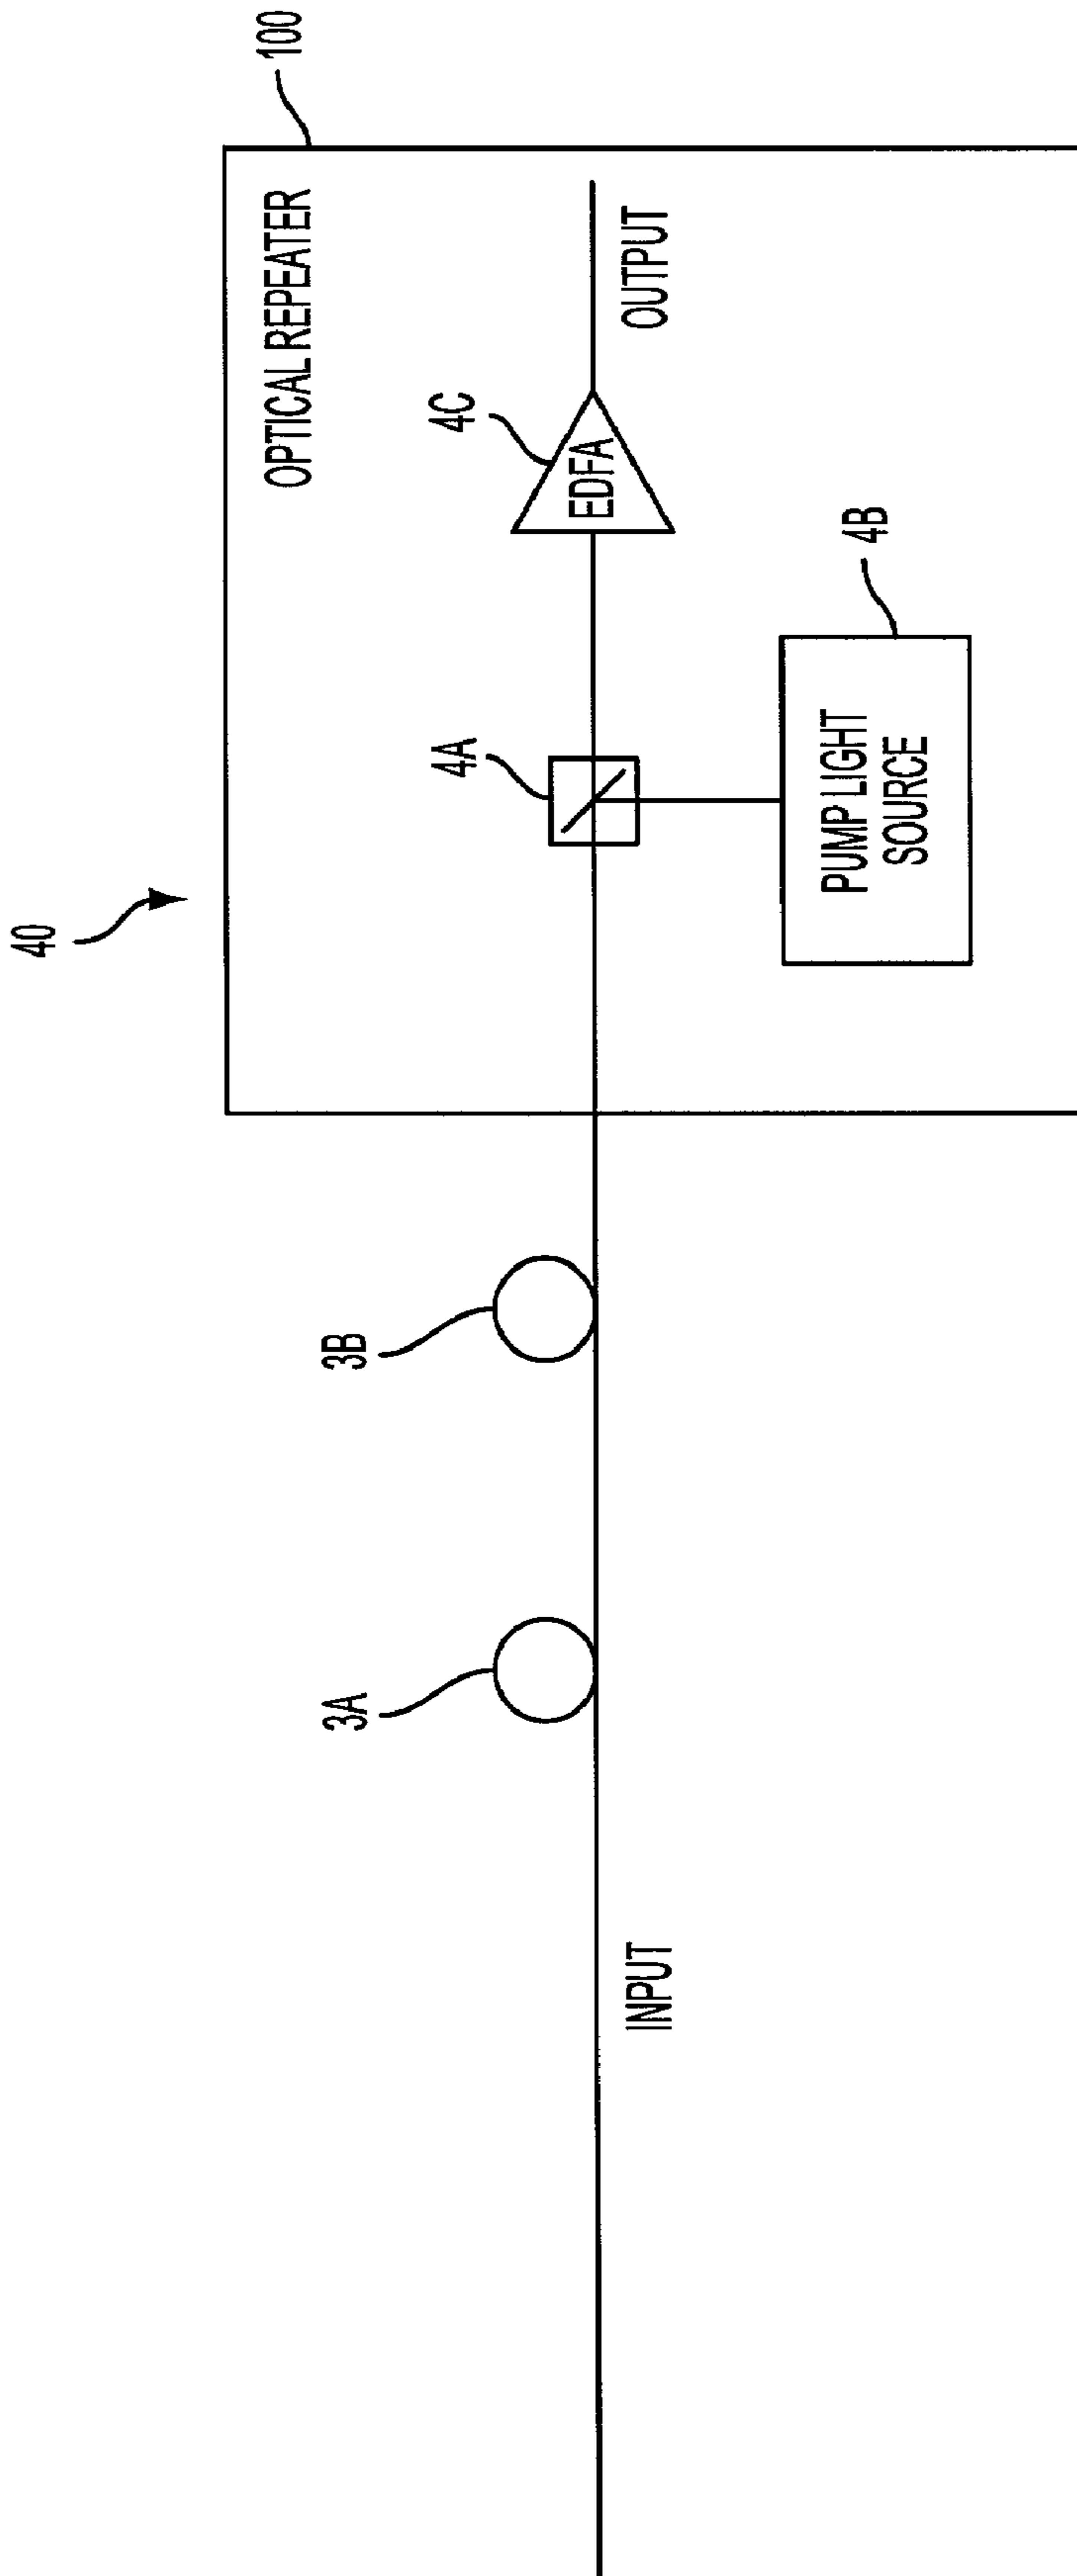 40
100
OPTICAL REPEATER
4C
EDFA
OUTPUT
4A
4B
PUMP LIGHT
SOURCE
3A
3B
INPUT